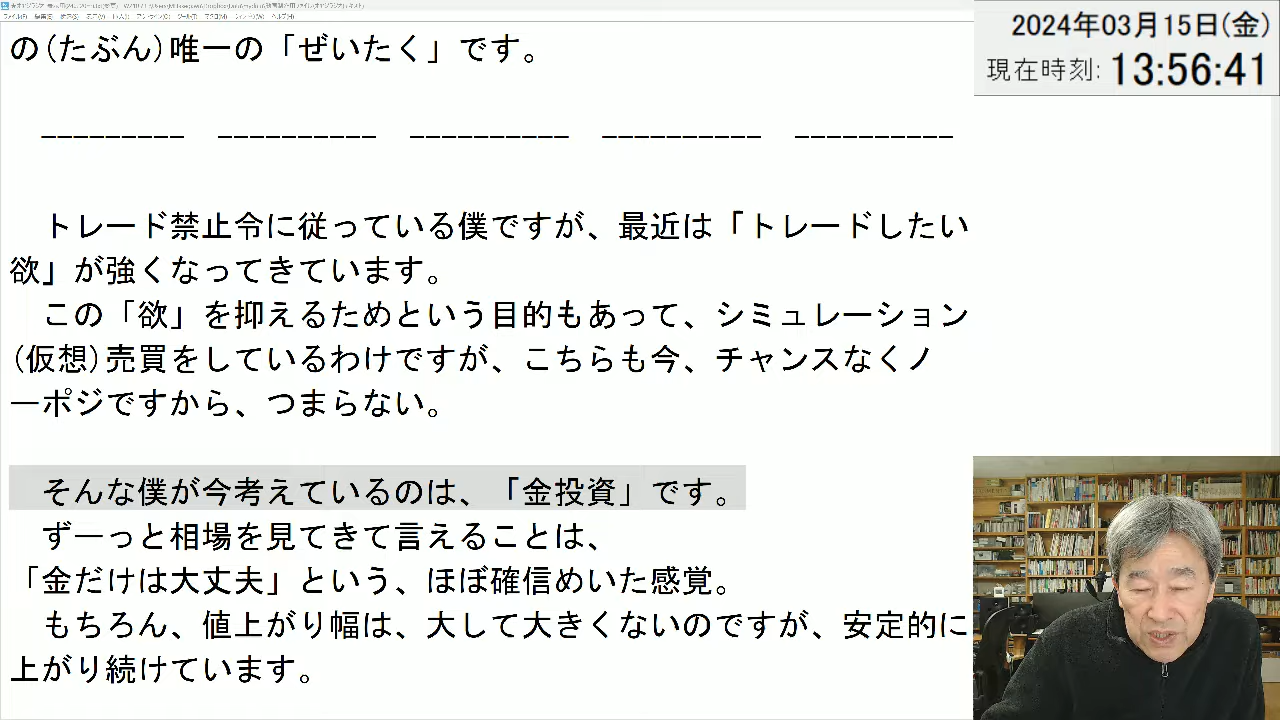 の(たぶん)唯一の「ぜいたく」です。
２０２４年０３月１５日(金)
現在時刻: 13:56:41
_________ __________ __________ __________ __________
トレード禁止令に従っている僕ですが、最近は「トレードしたい
欲」が強くなってきています。
この「欲」を抑えるためという目的もあって、シミュレーション
(仮想)売買をしているわけですが、こちらも今、チャンスなくノ
ーポジですから、つまらない。
そんな僕が今考えているのは、「金投資」です。
ずーっと相場を見てきて言えることは、
「金だけは大丈夫」という、ほぼ確信めいた感覚。
もちろん、値上がり幅は、大して大きくないのですが、安定的に
上がり続けています。